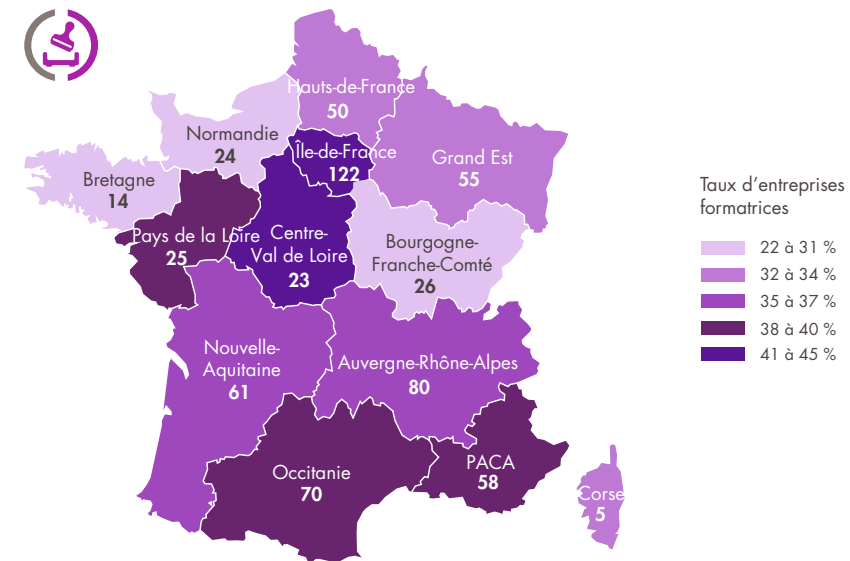 Hauts-de-France
50
Normandie
24
Île-de-France
122
Grand Est
55
Bretagne
14
Pays de la Loire
25
Centre-
Val de Loire
23
Bourgogne-
Franche-Comté
26
Nouvelle-
Aquitaine
61
Auvergne-Rhône-Alpes
80
Occitanie
70
PACA
58
Corse
5
Taux d’entreprises
formatrices
22 à 31 %
32 à 34 %
35 à 37 %
38 à 40 %
41 à 45 %